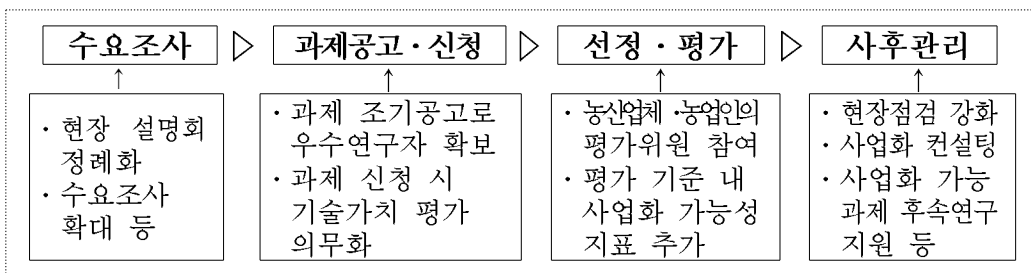 수요조사 ▷ 과제공고·신청 ▷ 선정·평가 ▷ 사후관리
· 현장 설명회
정례화
· 수요조사
확대 등
· 과제 조기공고로
우수연구자 확보
· 과제 신청 시
기술가치 평가
의무화
· 농산업체·농업인의
평가위원 참여
· 평가 기준 내
사업화 가능성
지표 추가
· 현장점검 강화
· 사업화 컨설팅
· 사업화 가능
과제 후속연구
지원 등